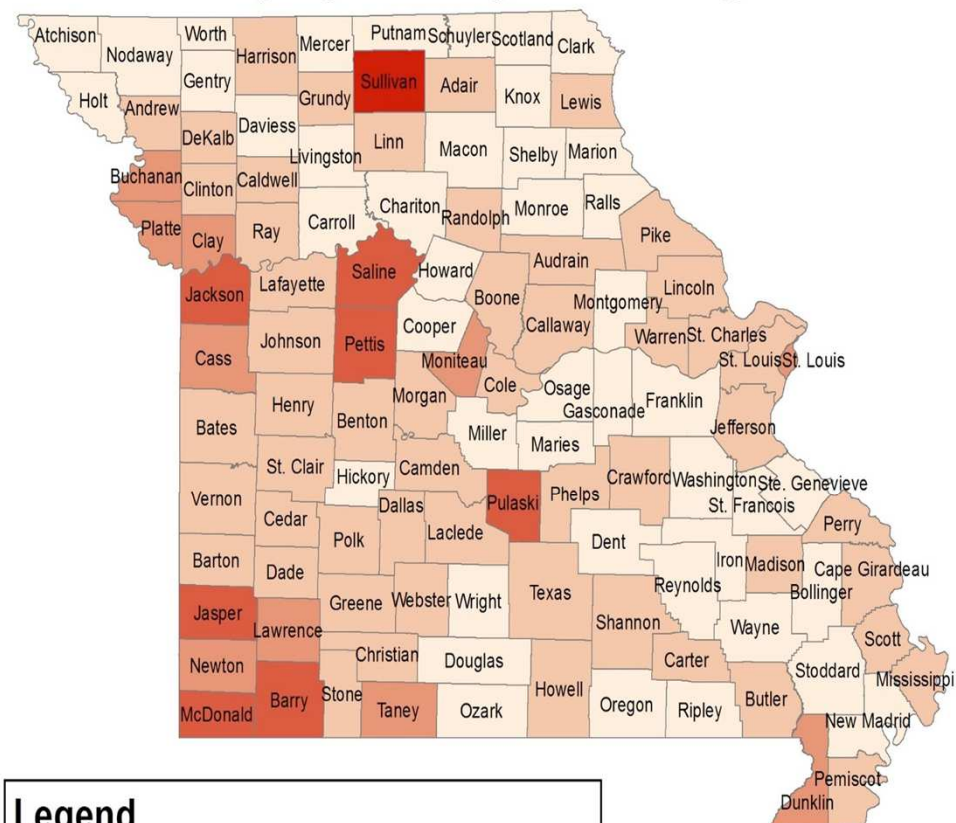 Atchison
Nodaway
Worth
Harrison
Mercer
Putnam
Schuyler
Scotland
Clark
Gentry
Sullivan
Adair
Knox
Lewis
Holt
Andrew
DeKalb
Daviess
Grundy
Livingston
Linn
Macon
Shelby
Marion
Buchanan
Clinton
Caldwell
Carroll
Chariton
Randolph
Monroe
Ralls
Platte
Clay
Ray
Pike
Jackson
Lafayette
Saline
Howard
Audrain
Boone
Callaway
Montgomery
Lincoln
Cass
Johnson
Pettis
Cooper
Moniteau
Cole
Warren
St. Charles
St. Louis
St. Louis
Bates
Henry
Benton
Morgan
Miller
Osage
Gasconade
Franklin
Jefferson
Maries
Vernon
St. Clair
Hickory
Camden
Pulaski
Phelps
Crawford
Washington
Ste. Genevieve
St. Francois
Cedar
Dallas
Laclede
Polk
Dent
Perry
Barton
Dade
Iron
Madison
Cape Girardeau
Bollinger
Reynolds
Jasper
Lawrence
Greene
Webster
Wright
Texas
Shannon
Wayne
Scott
Newton
Christian
Douglas
Carter
Stoddard
Mississippi
McDonald
Barry
Stone
Taney
Ozark
Howell
Oregon
Ripley
Butler
New Madrid
Pemiscot
Dunklin
Legend